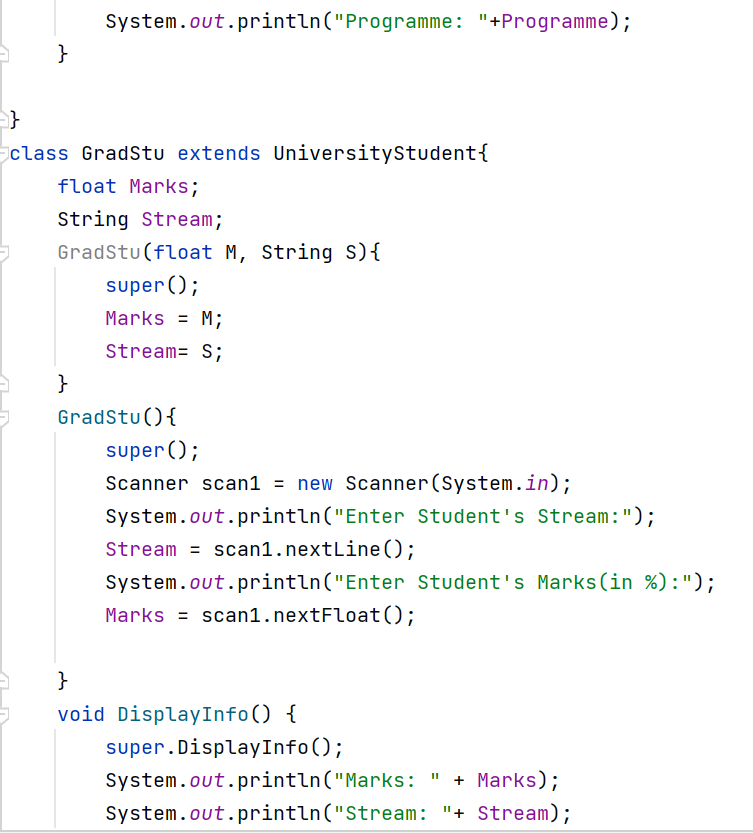 System.out.println("Programme: "+Programme);
}
}
class GradStu extends UniversityStudent{
float Marks;
String Stream;
GradStu(float M, String S){
super();
Marks = M;
Stream= S;
}
GradStu(){
super();
Scanner scan1 = new Scanner(System.in);
System.out.println("Enter Student's Stream:");
Stream = scan1.nextLine();
System.out.println("Enter Student's Marks(in %):");
Marks = scan1.nextFloat();
}
void DisplayInfo() {
super.DisplayInfo();
System.out.println("Marks: " + Marks);
System.out.println("Stream: "+ Stream);